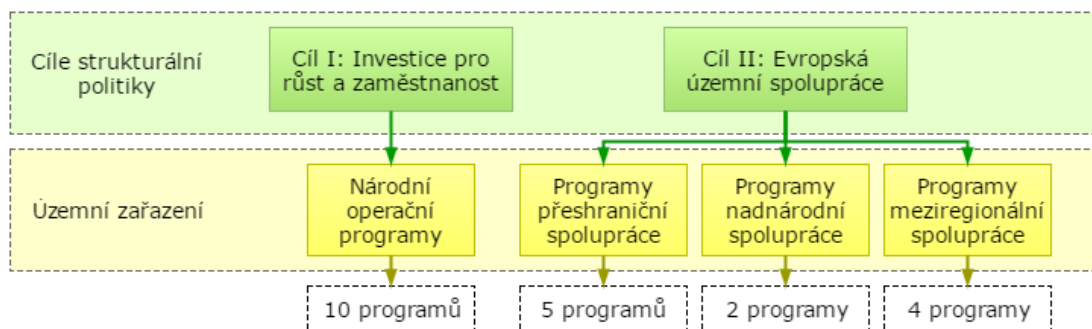 Cíle strukturální
politiky
Cíl I: Investice pro
růst a zaměstnanost
Cíl II: Evropská
územní spolupráce
Územní zařazení
Národní
operační
programy
Programy
přeshraniční
spolupráce
Programy
nadnárodní
spolupráce
Programy
meziregionální
spolupráce
10 programů
5 programů
2 programy
4 programy